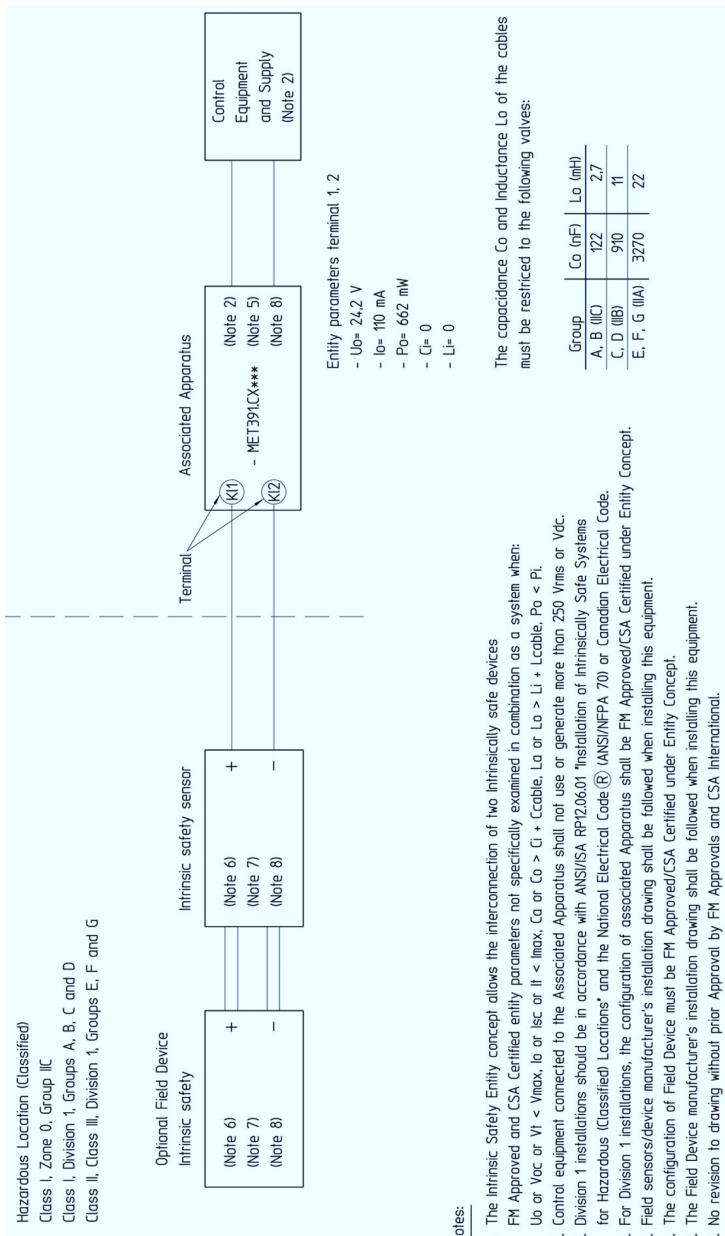 Hazardous Location (Classified)
Class I, Zone 0, Group IIC
Class I, Division 1, Groups A, B, C and D
Class II, Class III, Division 1, Groups E, F and G
Optional Field Device
Intrinsic safety
(Note 6)
(Note 7)
(Note 8)
+
−
Intrinsic safety sensor
(Note 6)
(Note 7)
(Note 8)
+
−
Terminal
Associated Apparatus
KI1
KI2
- MET391.CX***
(Note 2)
(Note 5)
(Note 8)
Control
Equipment
and Supply
(Note 2)
Entity parameters terminal 1, 2
- Uo= 24,2 V
- Io= 110 mA
- Po= 662 mW
- Ci= 0
- Li= 0
The capacidance Co and Inductance Lo of the cables
must be restriced to the following valves:
Group Co (nF) Lo (mH)
A, B (IIC) 122 2,7
C, D (IIB) 910 11
E, F, G (IIA) 3270 22
otes:
. The Intrinsic Safety Entity concept allows the interconnection of two Intrinsically safe devices
FM Approved and CSA Certified entity parameters not specifically examined in combination as a system when:
Uo or Voc or Vt < Vmax, Io or Isc or It < Imax, Ca or Co > Ci + Ccable, La or Lo > Li + Lcable, Po < Pi.
. Control equipment connected to the Associated Apparatus shall not use or generate more than 250 Vrms or Vdc.
. Division 1 installations should be in accordance with ANSI/ISA RP12.06.01 "Installation of Intrinsically Safe Systems
for Hazardous (Classified) Locations" and the National Electrical Code Ⓡ (ANSI/NFPA 70) or Canadian Electrical Code.
. For Division 1 installations, the configuration of associated Apparatus shall be FM Approved/CSA Certified under Entity Concept.
. Field sensors/device manufacturer's installation drawing shall be followed when installing this equipment.
. The configuration of Field Device must be FM Approved/CSA Certified under Entity Concept.
. The Field Device manufacturer's installation drawing shall be followed when installing this equipment.
. No revision to drawing without prior Approval by FM Approvals and CSA International.